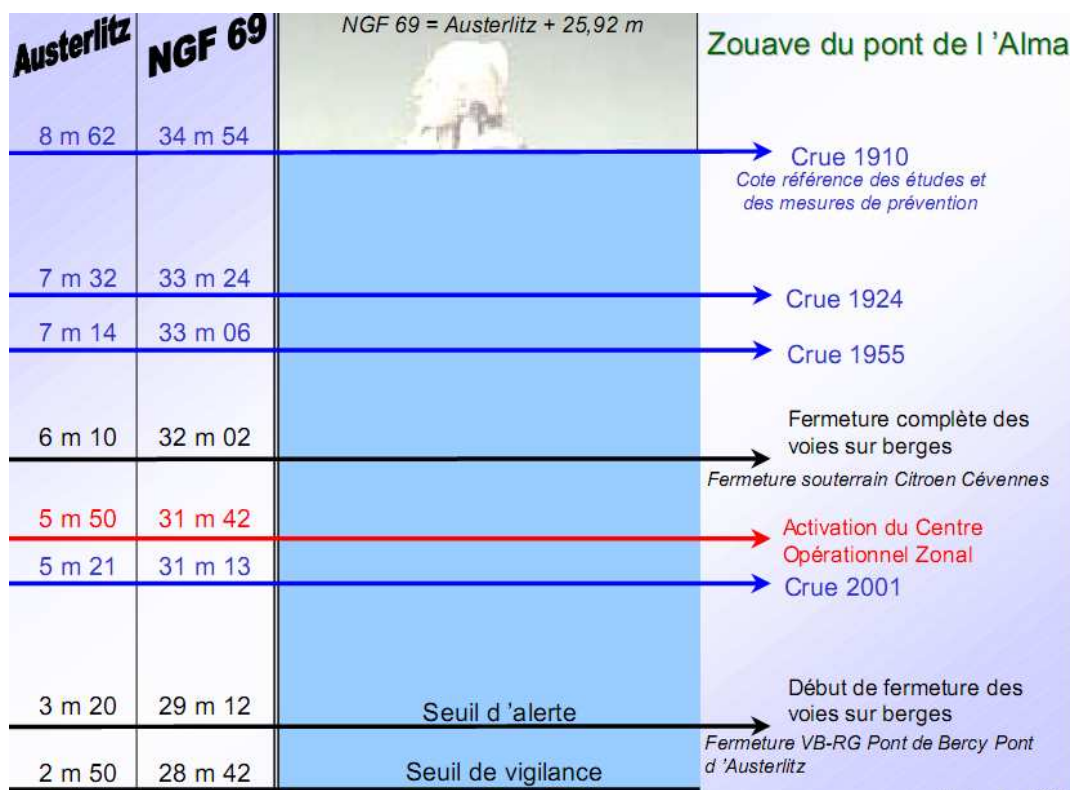 Austerlitz NGF 69 NGF 69 = Austerlitz + 25,92 m
Zouave du pont de l 'Alma
8 m 62 34 m 54
Crue 1910
Cote référence des études et
des mesures de prévention
7 m 32 33 m 24
Crue 1924
7 m 14 33 m 06
Crue 1955
6 m 10 32 m 02
Fermeture complète des
voies sur berges
Fermeture souterrain Citroen Cévennes
5 m 50 31 m 42
Activation du Centre
Opérationnel Zonal
5 m 21 31 m 13
Crue 2001
3 m 20 29 m 12 Seuil d 'alerte
Début de fermeture des
voies sur berges
Fermeture VB-RG Pont de Bercy Pont
d 'Austerlitz
2 m 50 28 m 42 Seuil de vigilance